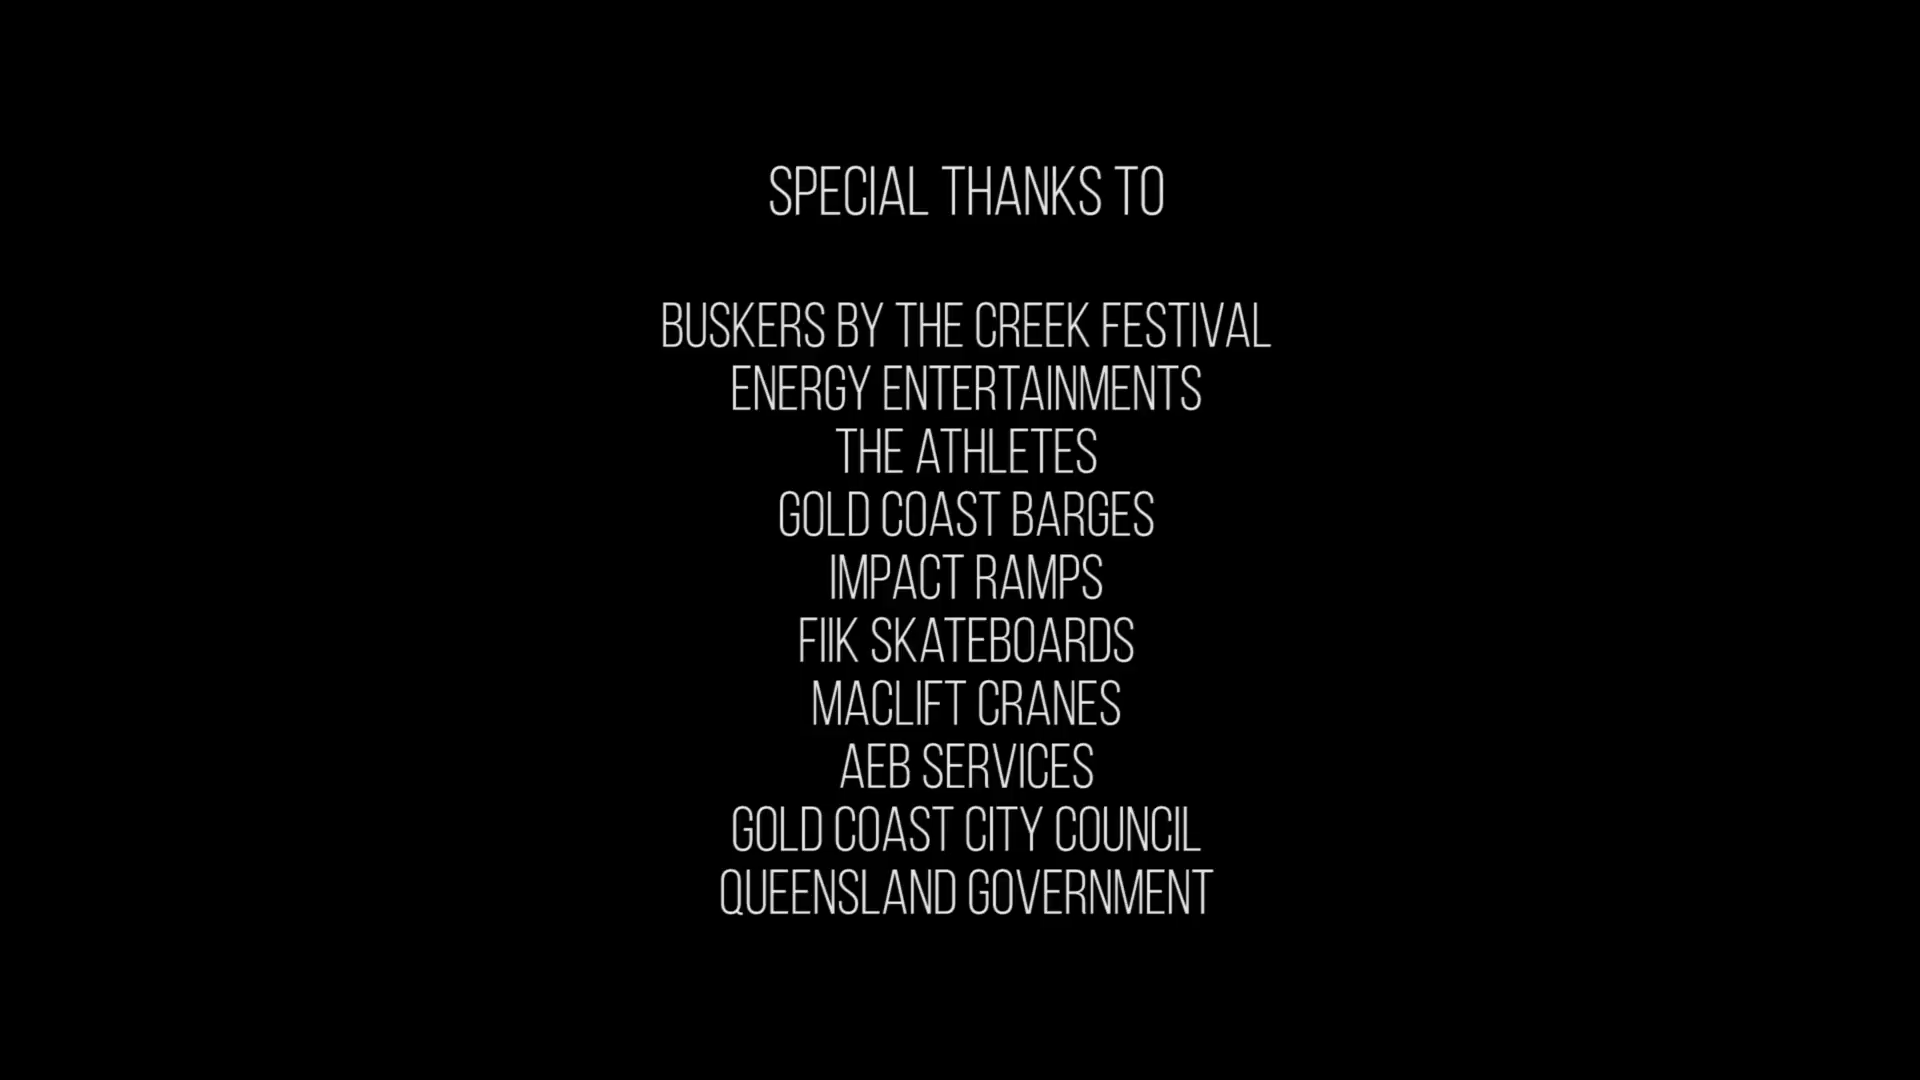 SPECIAL THANKS TO
BUSKERS BY THE CREEK FESTIVAL
ENERGY ENTERTAINMENTS
THE ATHLETES
GOLD COAST BARGES
IMPACT RAMPS
FIIK SKATEBOARDS
MACLIFT CRANES
AEB SERVICES
GOLD COAST CITY COUNCIL
QUEENSLAND GOVERNMENT